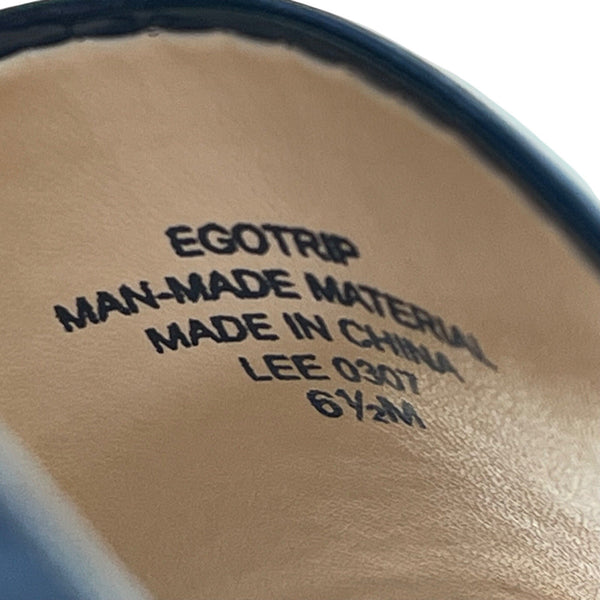 EGOTRIP
MAN-MADE MATERIAL
MADE IN CHINA
LEE 0307
6½M